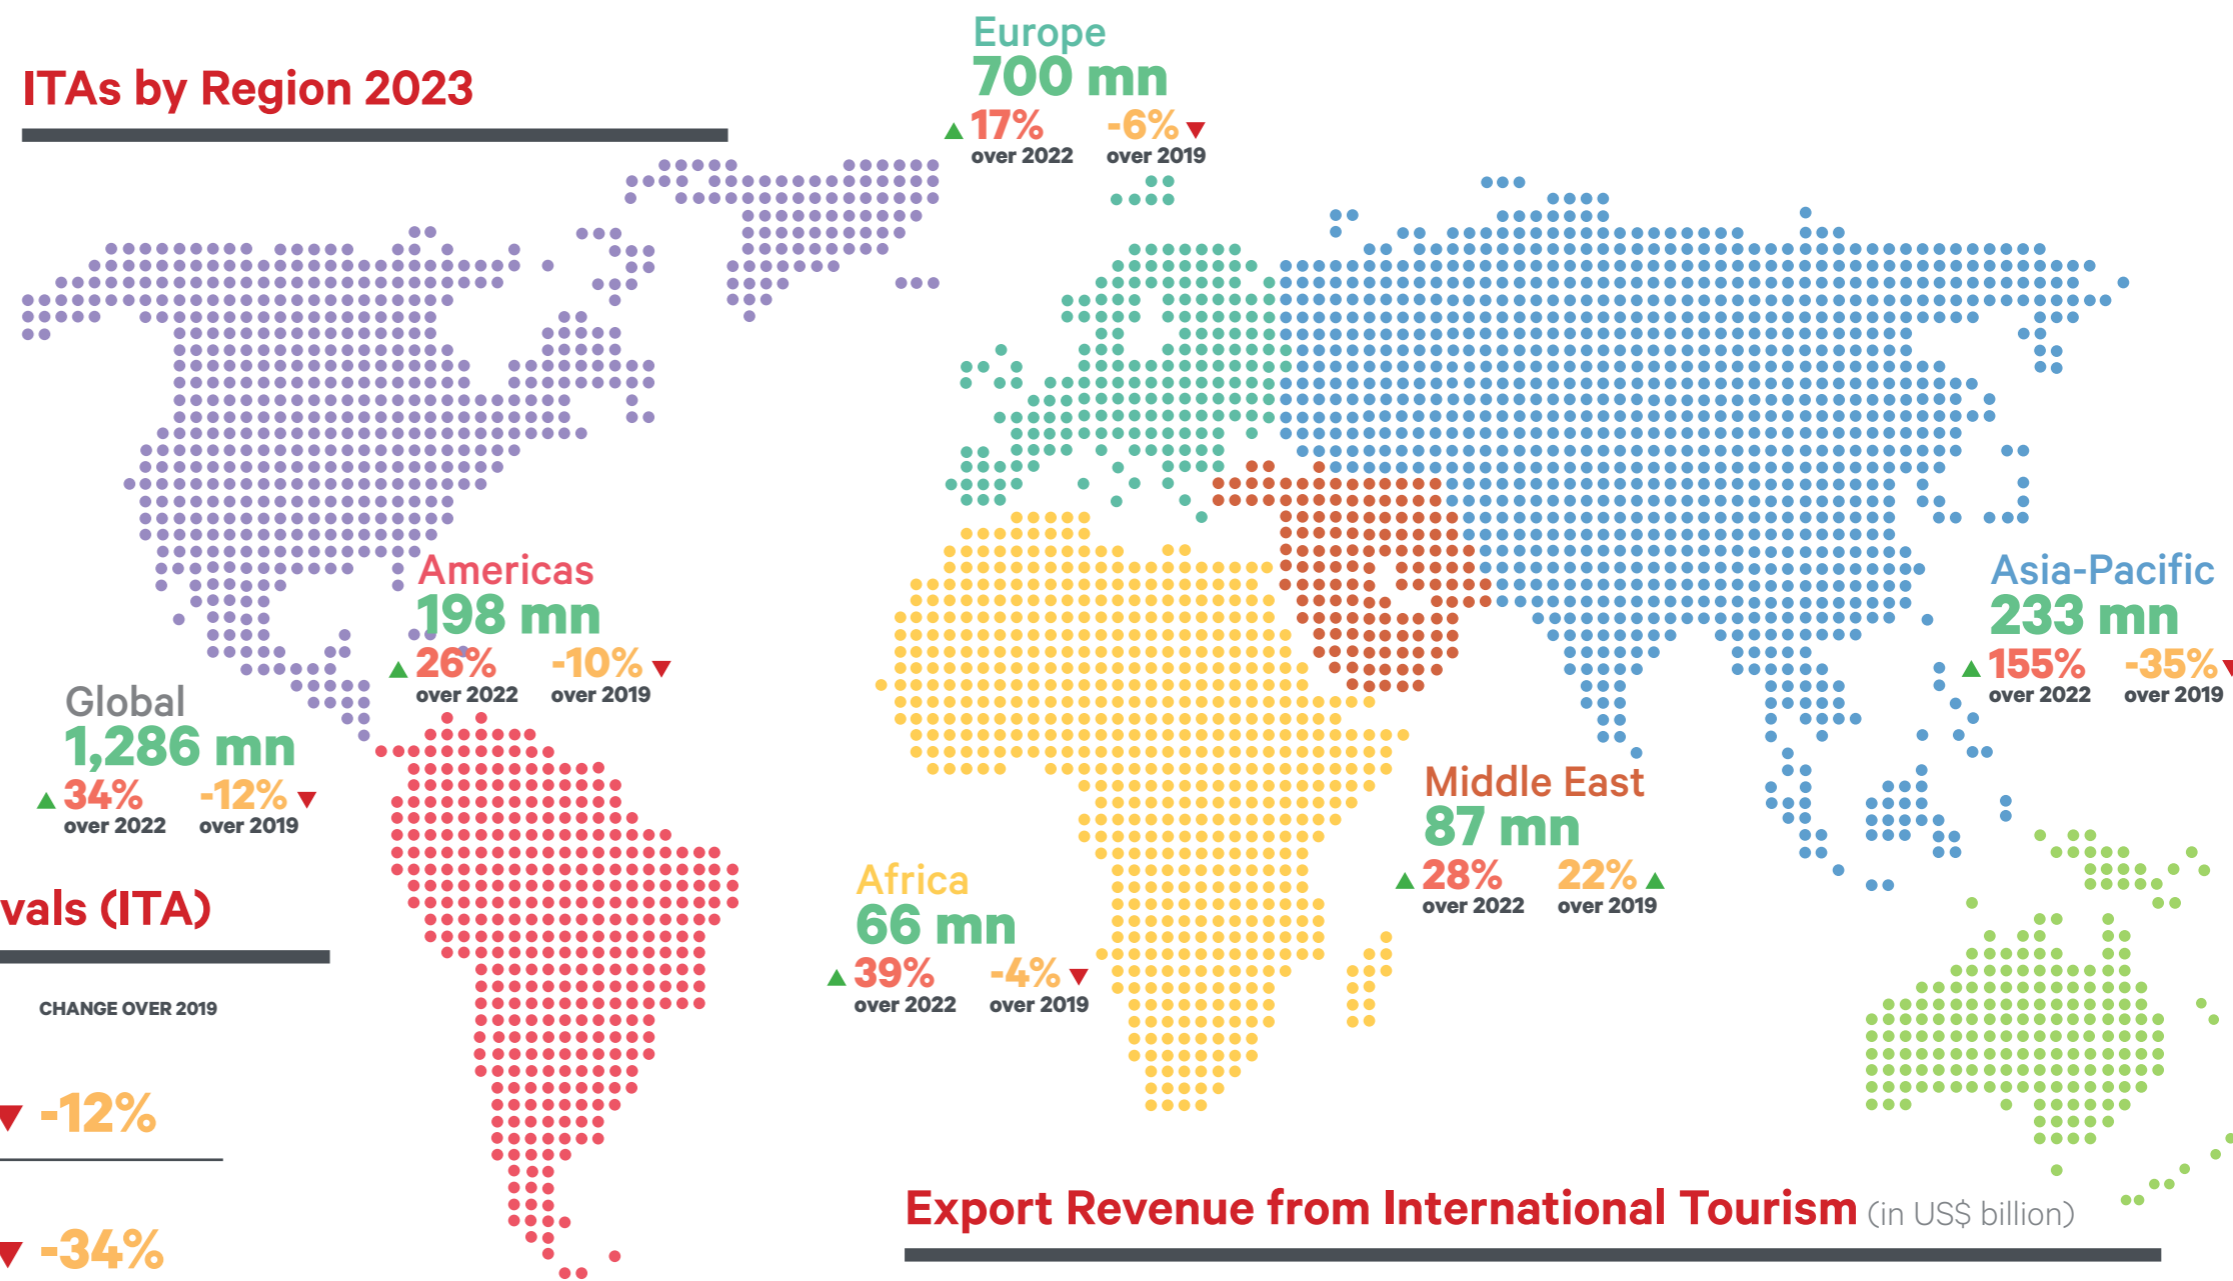 ITAs by Region 2023
Europe
700 mn
▲ 17% -6% ▼
over 2022 over 2019
Americas
198 mn
▲ 26% -10% ▼
over 2022 over 2019
Asia-Pacific
233 mn
▲ 155% -35% ▼
over 2022 over 2019
Global
1,286 mn
▲ 34% -12% ▼
over 2022 over 2019
Middle East
87 mn
▲ 28% 22% ▲
over 2022 over 2019
Africa
66 mn
▲ 39% -4% ▼
over 2022 over 2019
vals (ITA)
CHANGE OVER 2019
▼ -12%
▼ -34%
Export Revenue from International Tourism (in US$ billion)